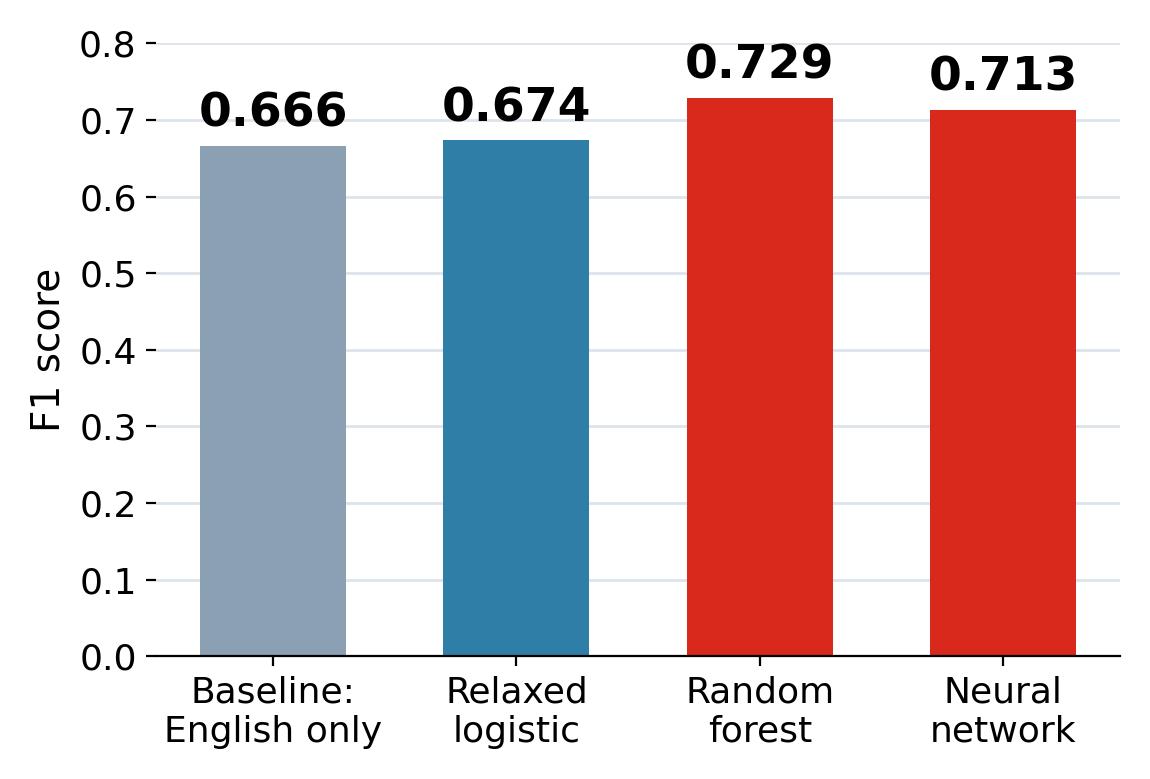 0.8
0.7
0.6
0.5
0.4
0.3
0.2
0.1
0.0
F1 score
0.666
0.674
0.729
0.713
Baseline:
English only
Relaxed
logistic
Random
forest
Neural
network